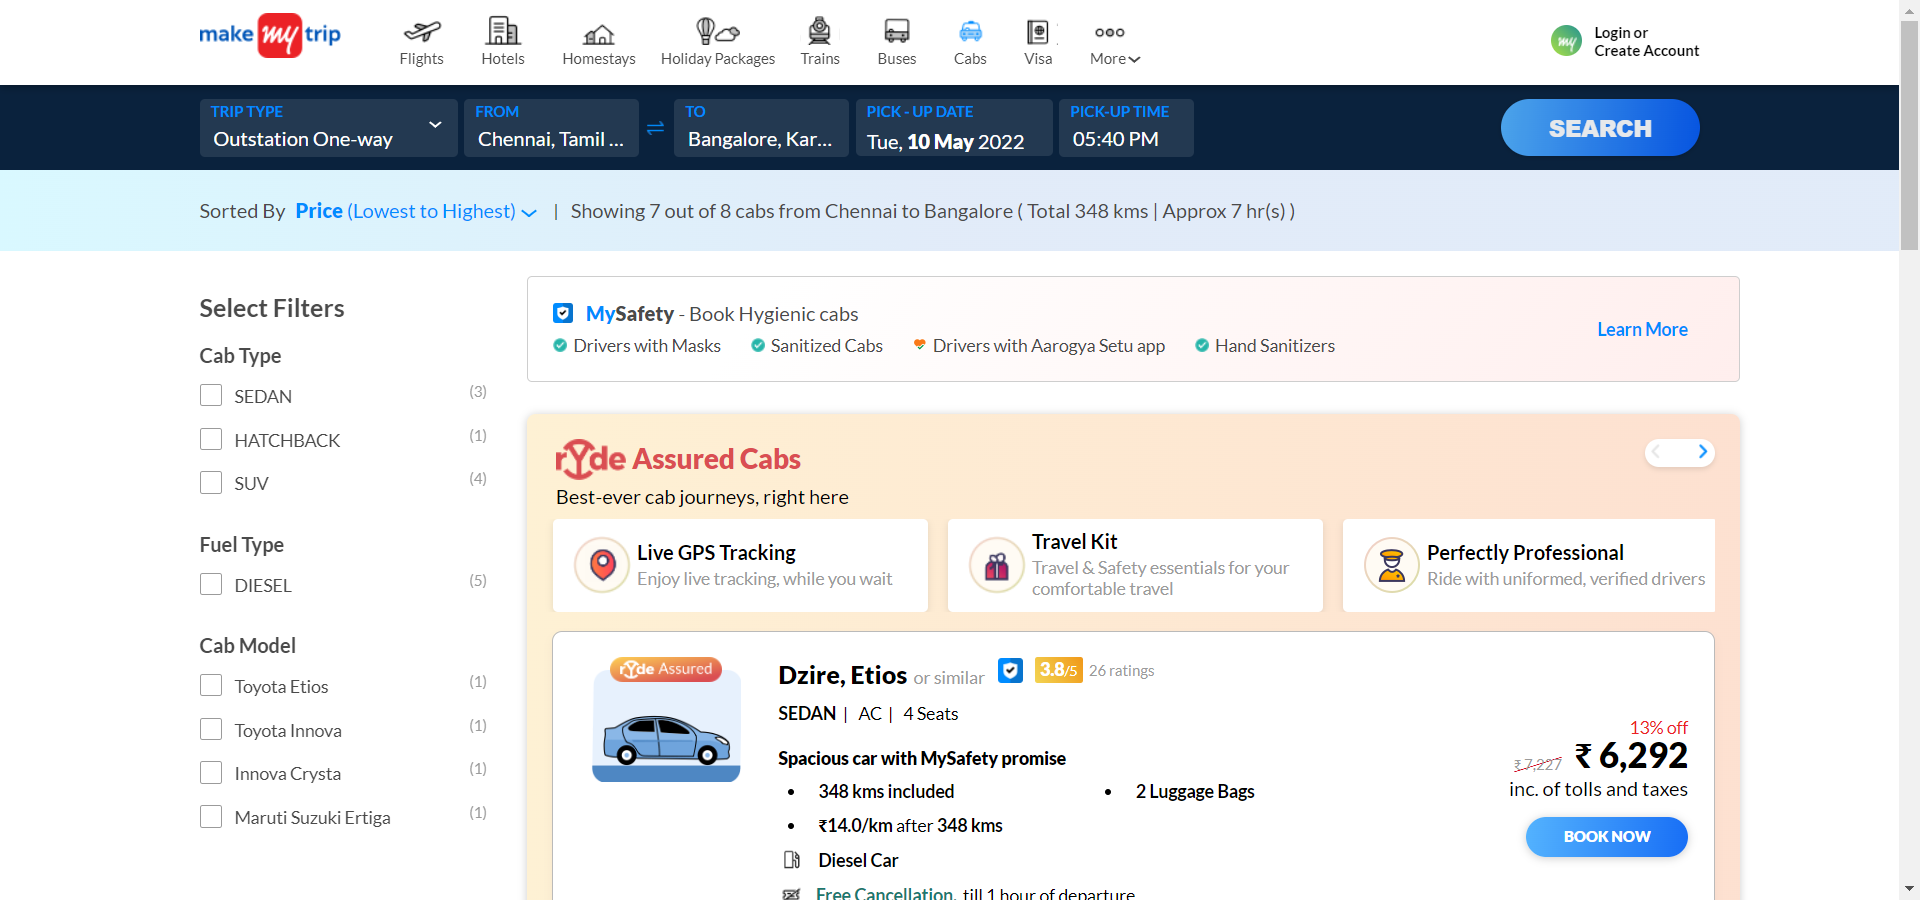 make my trip
Flights
Hotels
Homestays
Holiday Packages
Trains
Buses
Cabs
Visa
More
my
Login or
Create Account
TRIP TYPE
Outstation One-way
FROM
Chennai, Tamil ...
TO
Bangalore, Kar...
PICK - UP DATE
Tue, 10 May 2022
PICK-UP TIME
05:40 PM
SEARCH
Sorted By Price (Lowest to Highest) | Showing 7 out of 8 cabs from Chennai to Bangalore ( Total 348 kms | Approx 7 hr(s) )
Select Filters
Cab Type
SEDAN (3)
HATCHBACK (1)
SUV (4)
Fuel Type
DIESEL (5)
Cab Model
Toyota Etios (1)
Toyota Innova (1)
Innova Crysta (1)
Maruti Suzuki Ertiga (1)
MySafety - Book Hygienic cabs
Drivers with Masks
Sanitized Cabs
Drivers with Aarogya Setu app
Hand Sanitizers
Learn More
rYde Assured Cabs
Best-ever cab journeys, right here
Live GPS Tracking
Enjoy live tracking, while you wait
Travel Kit
Travel & Safety essentials for your
comfortable travel
Perfectly Professional
Ride with uniformed, verified drivers
rYde Assured
Dzire, Etios or similar 3.8/5 26 ratings
SEDAN | AC | 4 Seats
Spacious car with MySafety promise
• 348 kms included
• 2 Luggage Bags
• ₹14.0/km after 348 kms
Diesel Car
Free Cancellation. till 1 hour of departure
13% off
₹7,227 ₹ 6,292
inc. of tolls and taxes
BOOK NOW